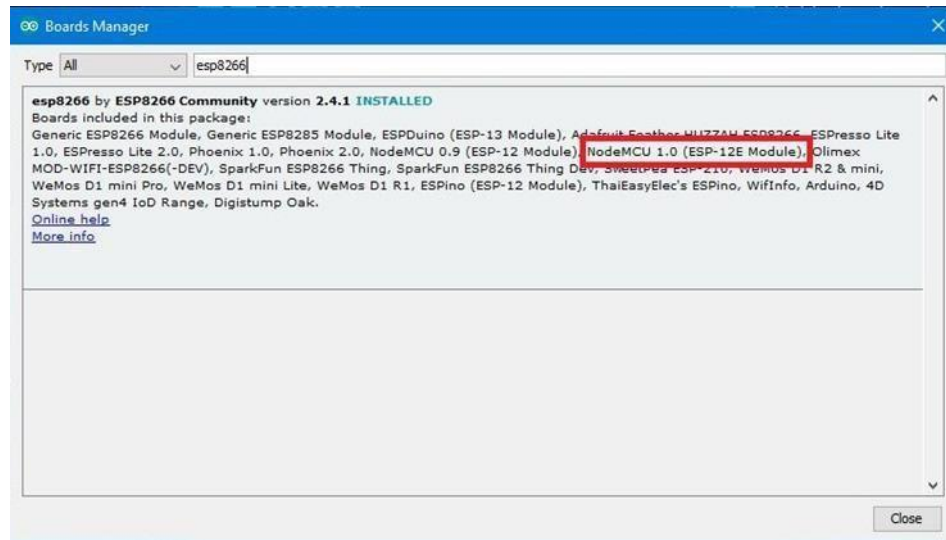 Boards Manager
Type All esp8266
esp8266 by ESP8266 Community version 2.4.1 INSTALLED
Boards included in this package:
Generic ESP8266 Module, Generic ESP8285 Module, ESPDuino (ESP-13 Module), Adafruit Feather HUZZAH ESP8266, ESPresso Lite
1.0, ESPresso Lite 2.0, Phoenix 1.0, Phoenix 2.0, NodeMCU 0.9 (ESP-12 Module), NodeMCU 1.0 (ESP-12E Module), Olimex
MOD-WIFI-ESP8266(-DEV), SparkFun ESP8266 Thing, SparkFun ESP8266 Thing Dev, SweetPea ESP-210, WeMos D1 R2 & mini,
WeMos D1 mini Pro, WeMos D1 mini Lite, WeMos D1 R1, ESPino (ESP-12 Module), ThaiEasyElec's ESPino, WifInfo, Arduino, 4D
Systems gen4 IoD Range, Digistump Oak.
Online help
More info
Close